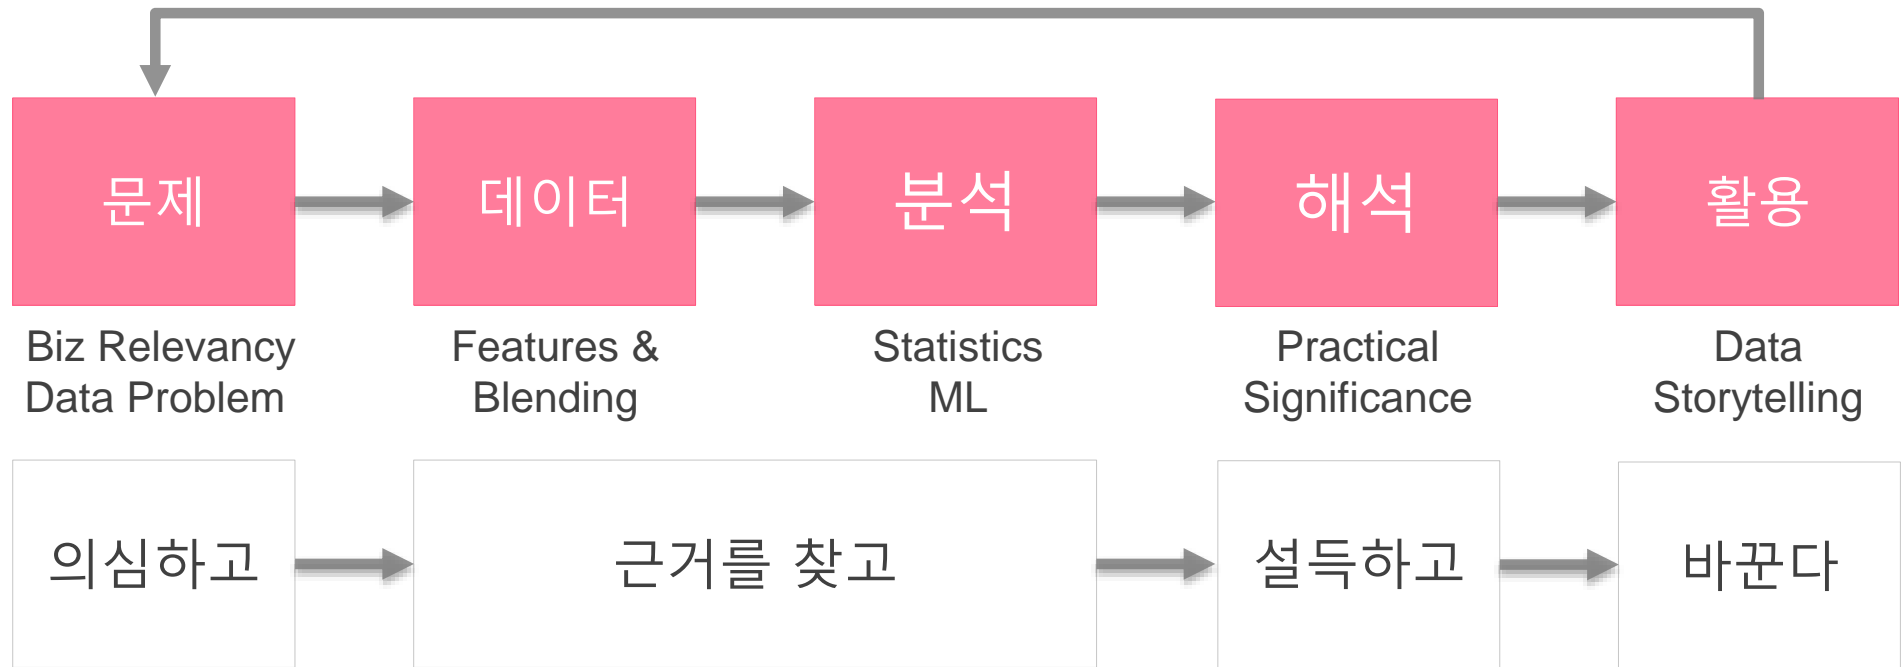 문제
데이터
분석
해석
활용
Biz Relevancy
Data Problem
Features &
Blending
Statistics
ML
Practical
Significance
Data
Storytelling
의심하고
근거를 찾고
설득하고
바꾼다